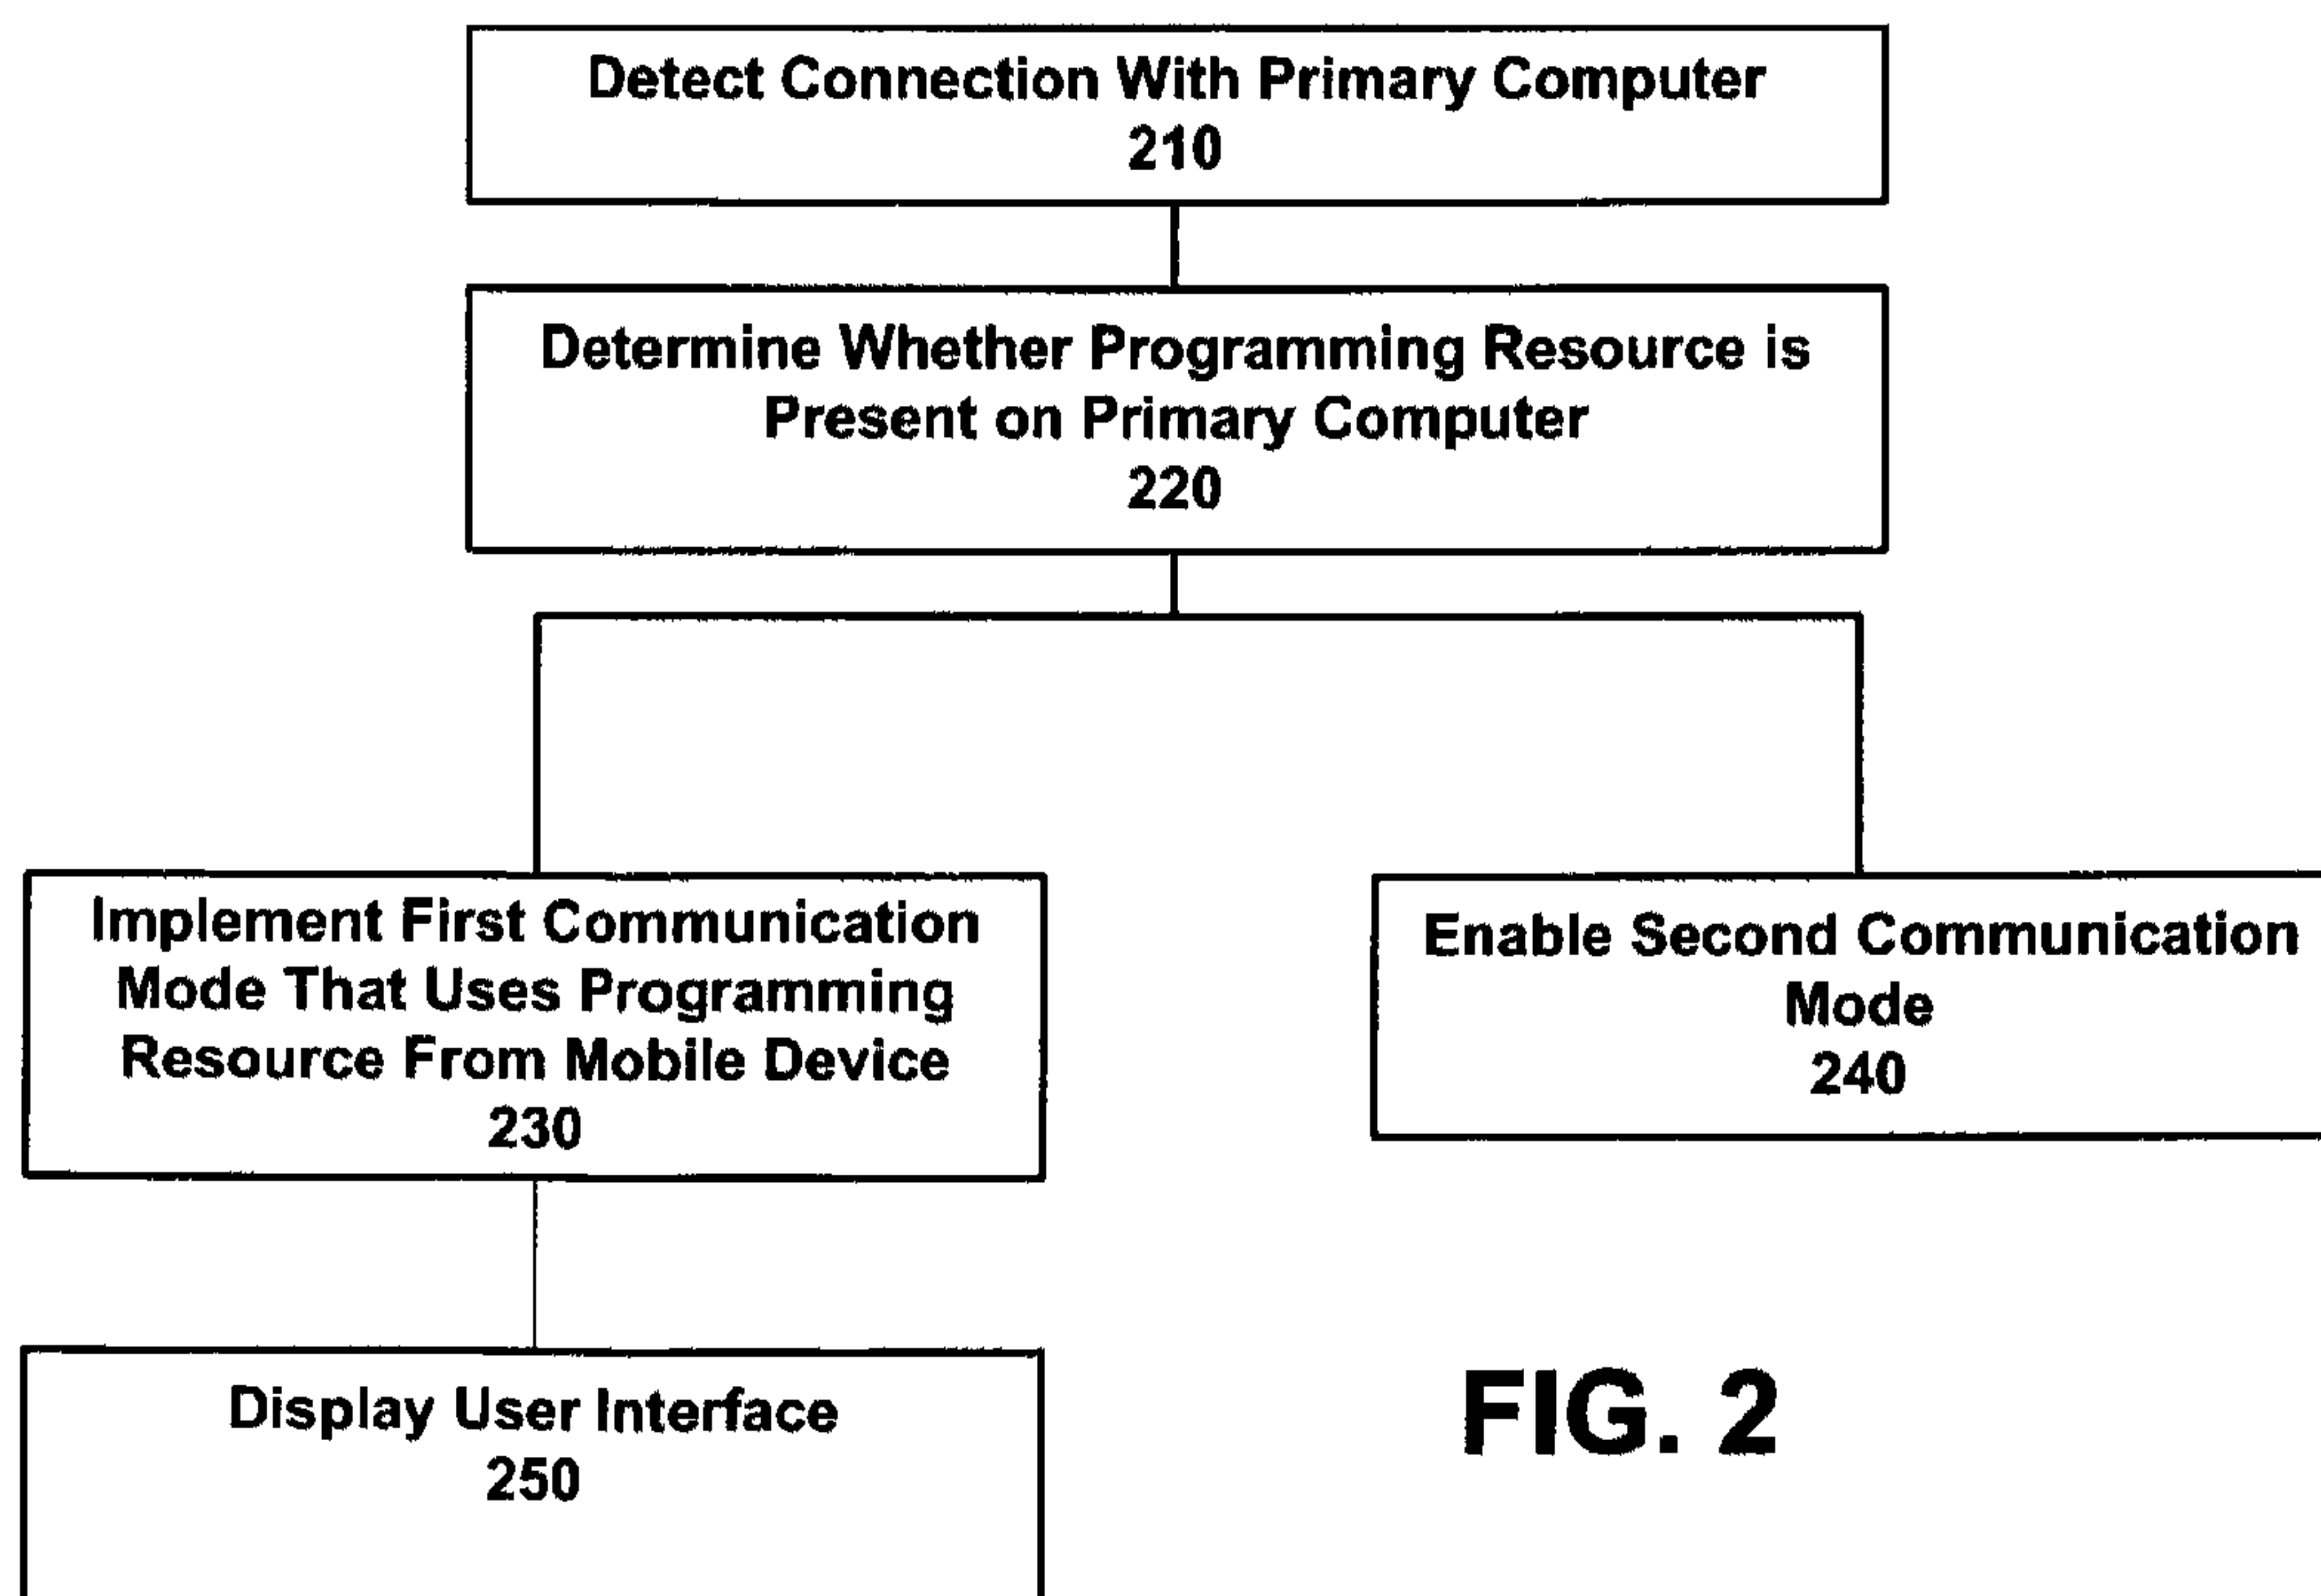 Detect Connection With Primary Computer
210
Determine Whether Programming Resource is
Present on Primary Computer
220
Implement First Communication
Mode That Uses Programming
Resource From Mobile Device
230
Enable Second Communication
Mode
240
Display User Interface
250
FIG. 2